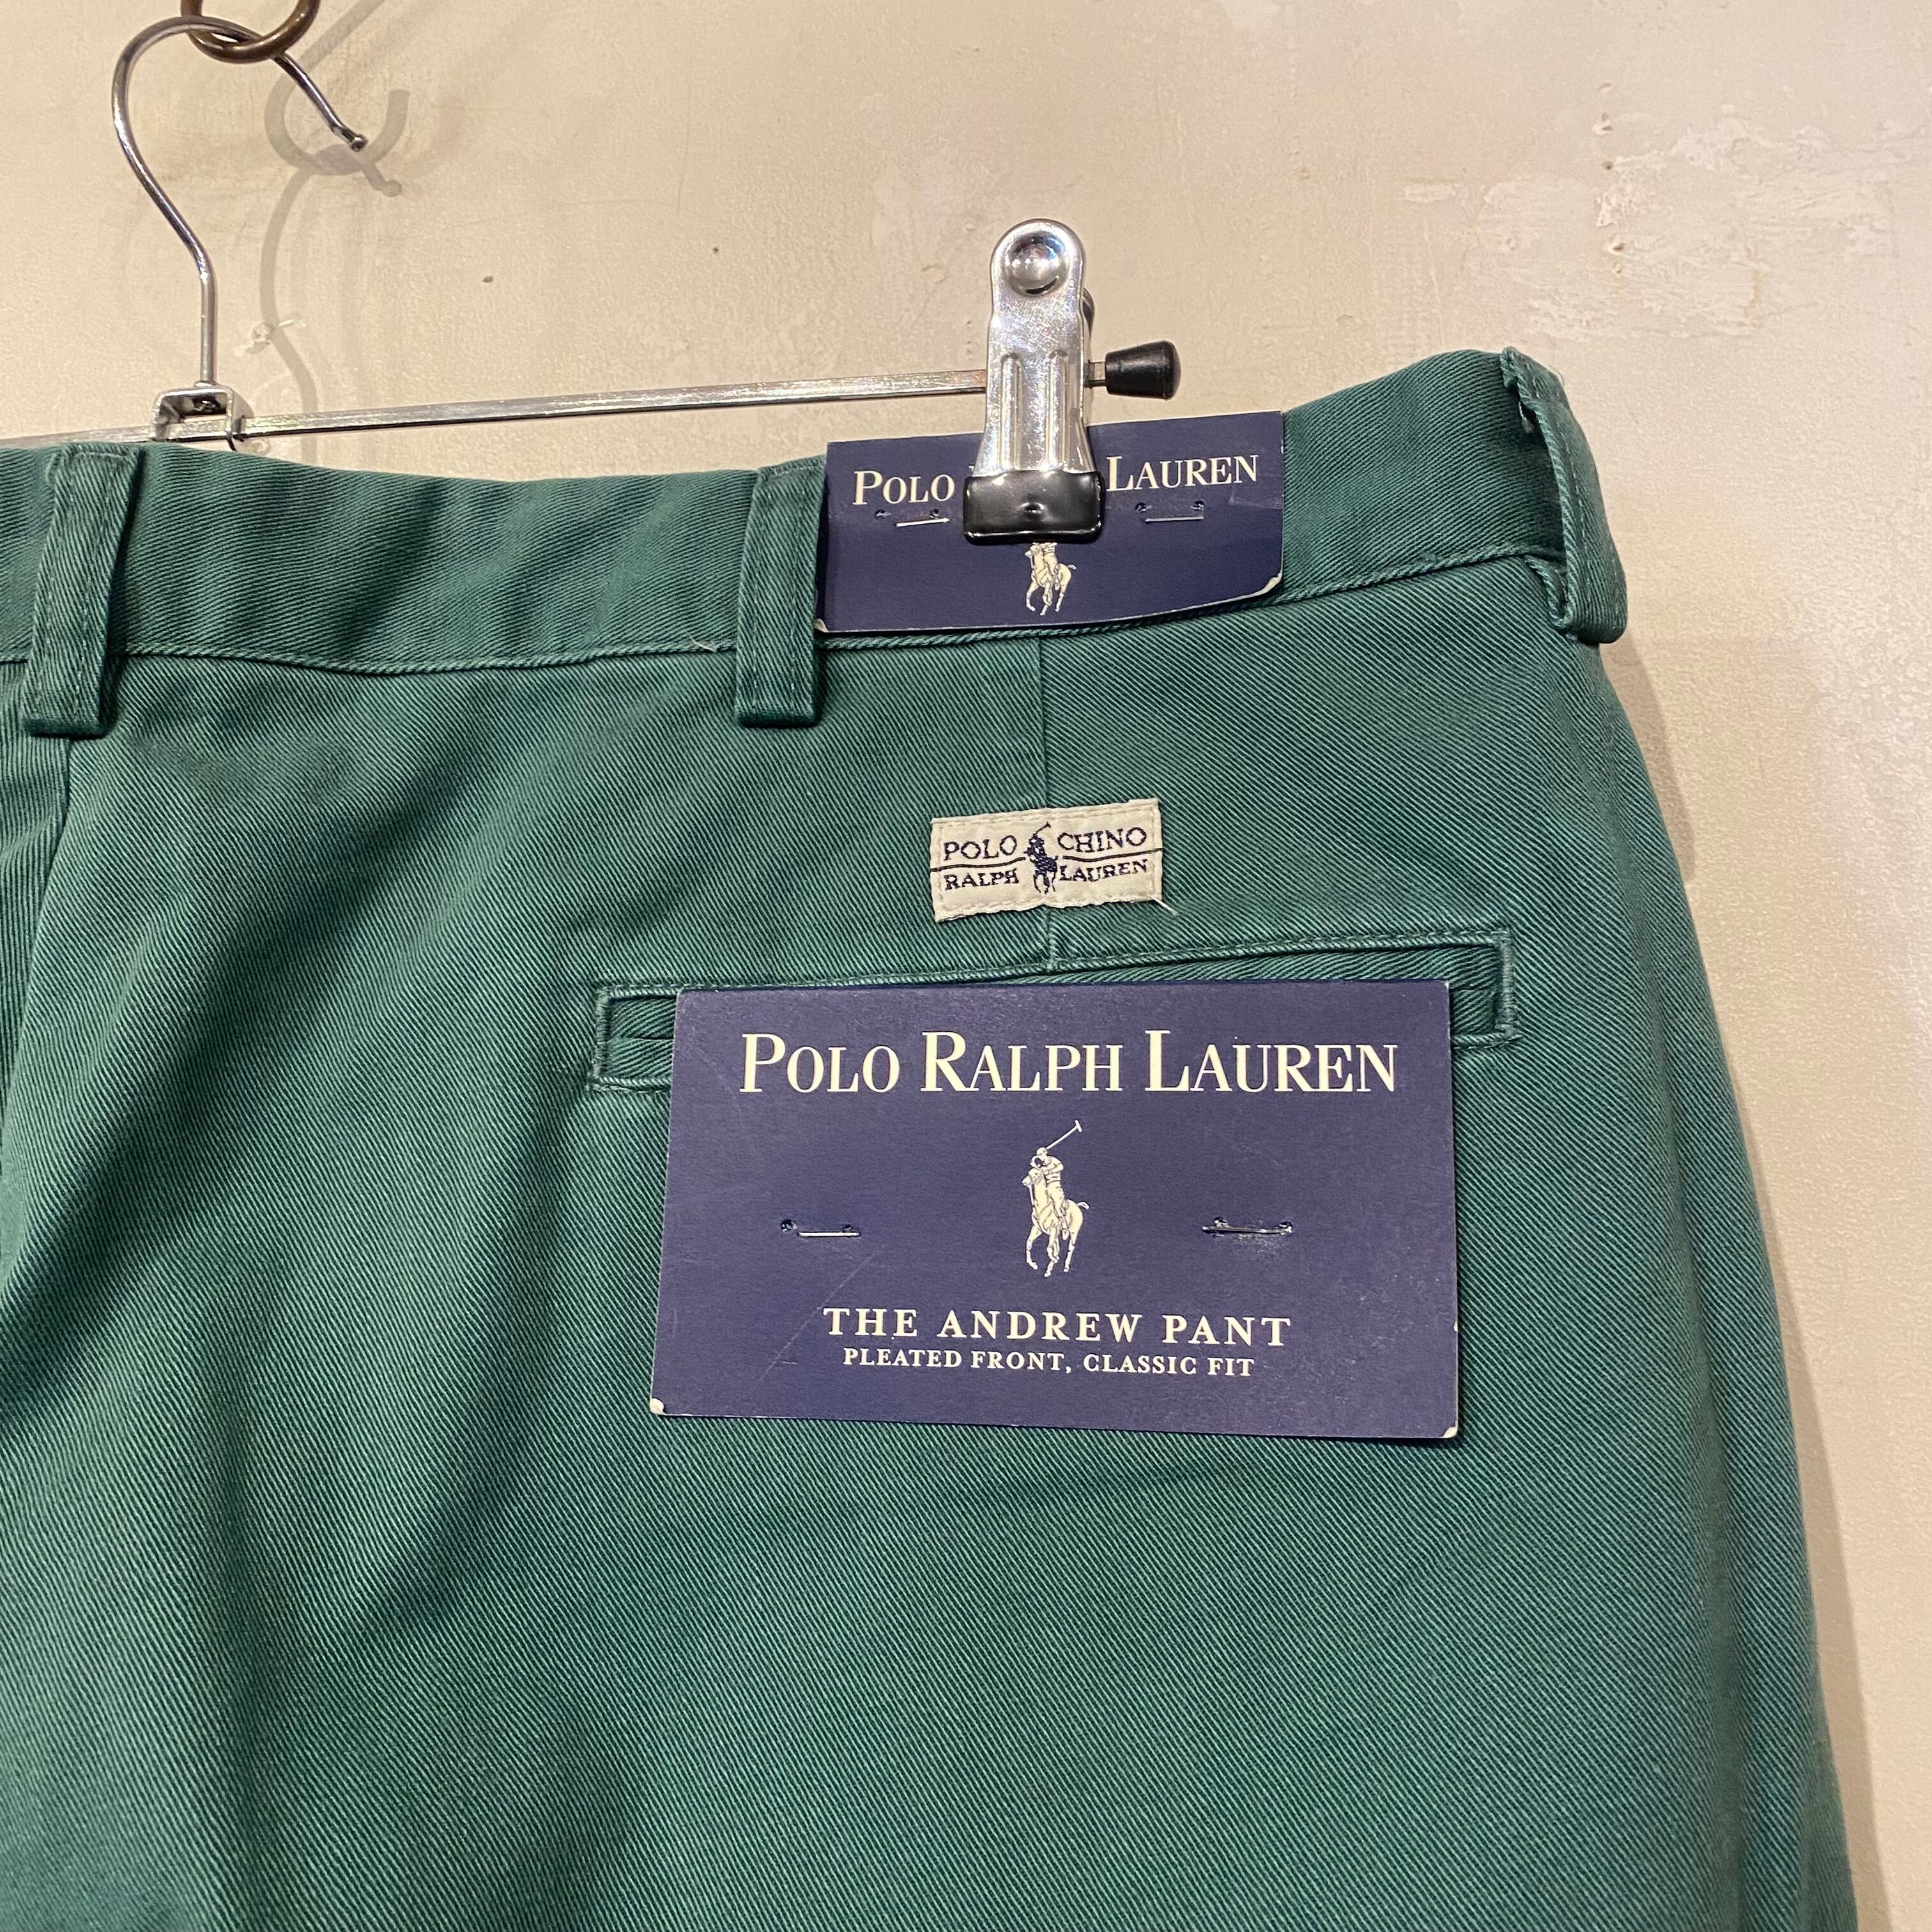 POLO LAUREN
POLO CHINO
RALPH LAUREN
POLO RALPH LAUREN
THE ANDREW PANT
PLEATED FRONT, CLASSIC FIT